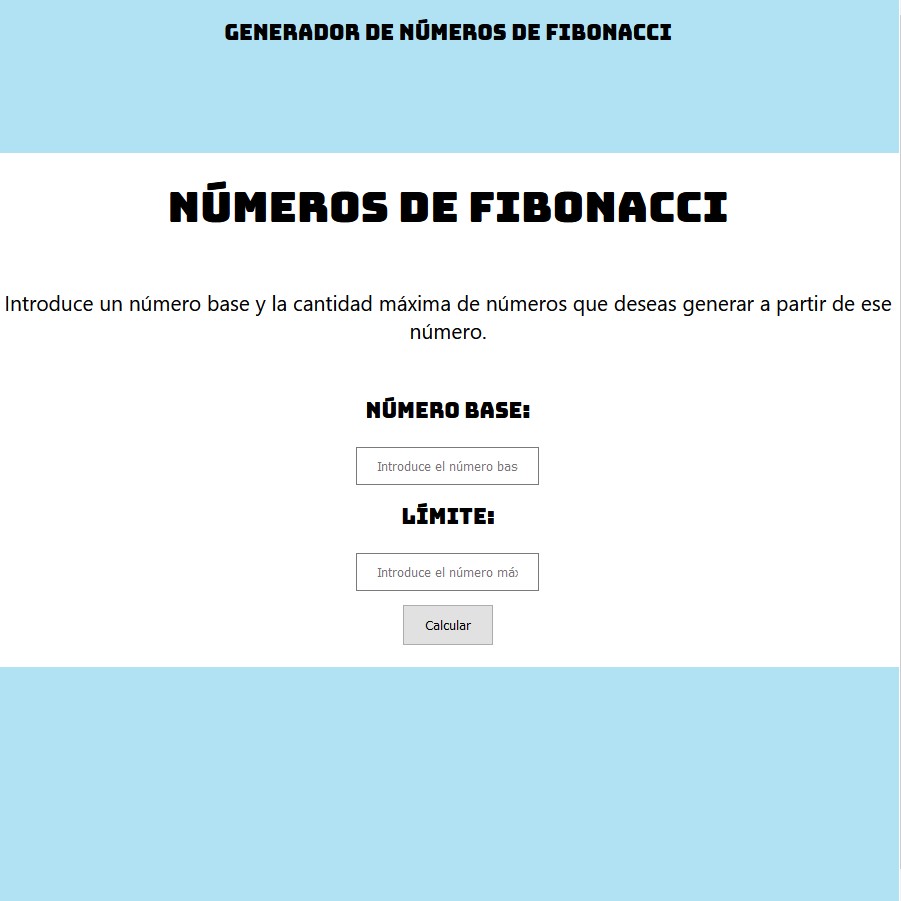 GENERADOR DE NÚMEROS DE FIBONACCI
NÚMEROS DE FIBONACCI
Introduce un número base y la cantidad máxima de números que deseas generar a partir de ese
número.
NÚMERO BASE:
Introduce el número bas
LÍMITE:
Introduce el número má
Calcular